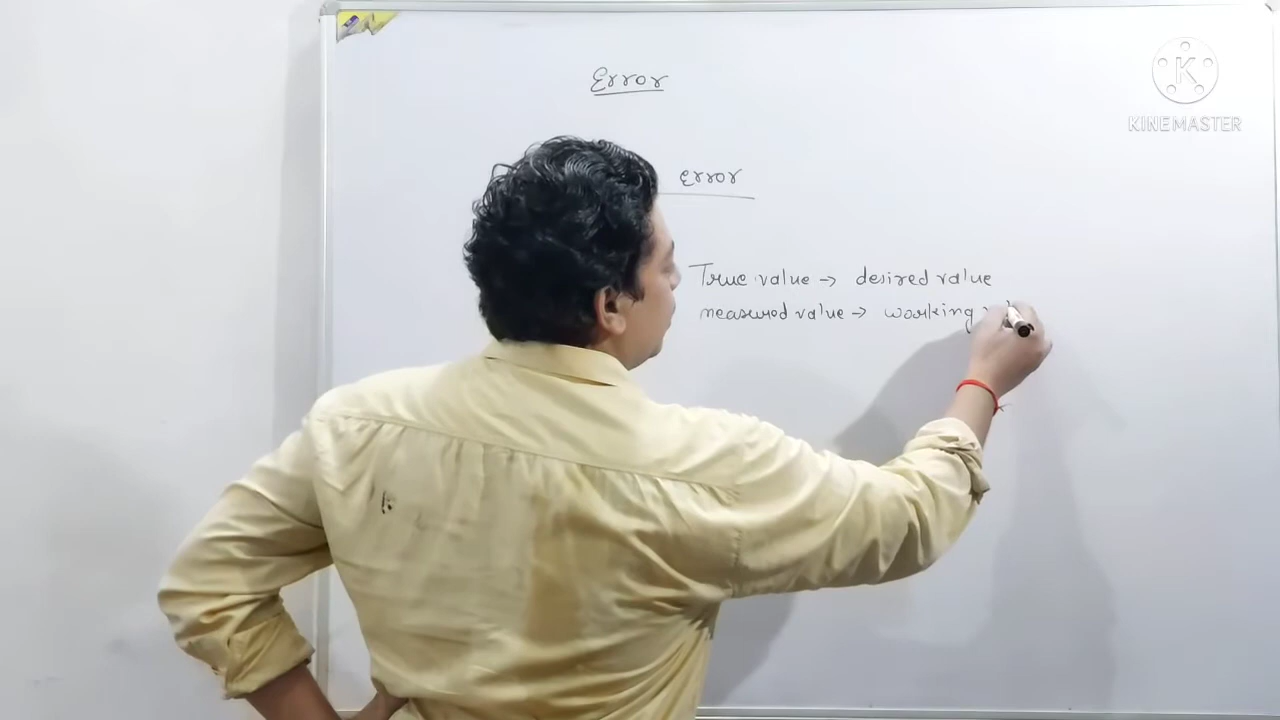 Error
K
KINEMASTER
error
True value → desired value
measured value → working